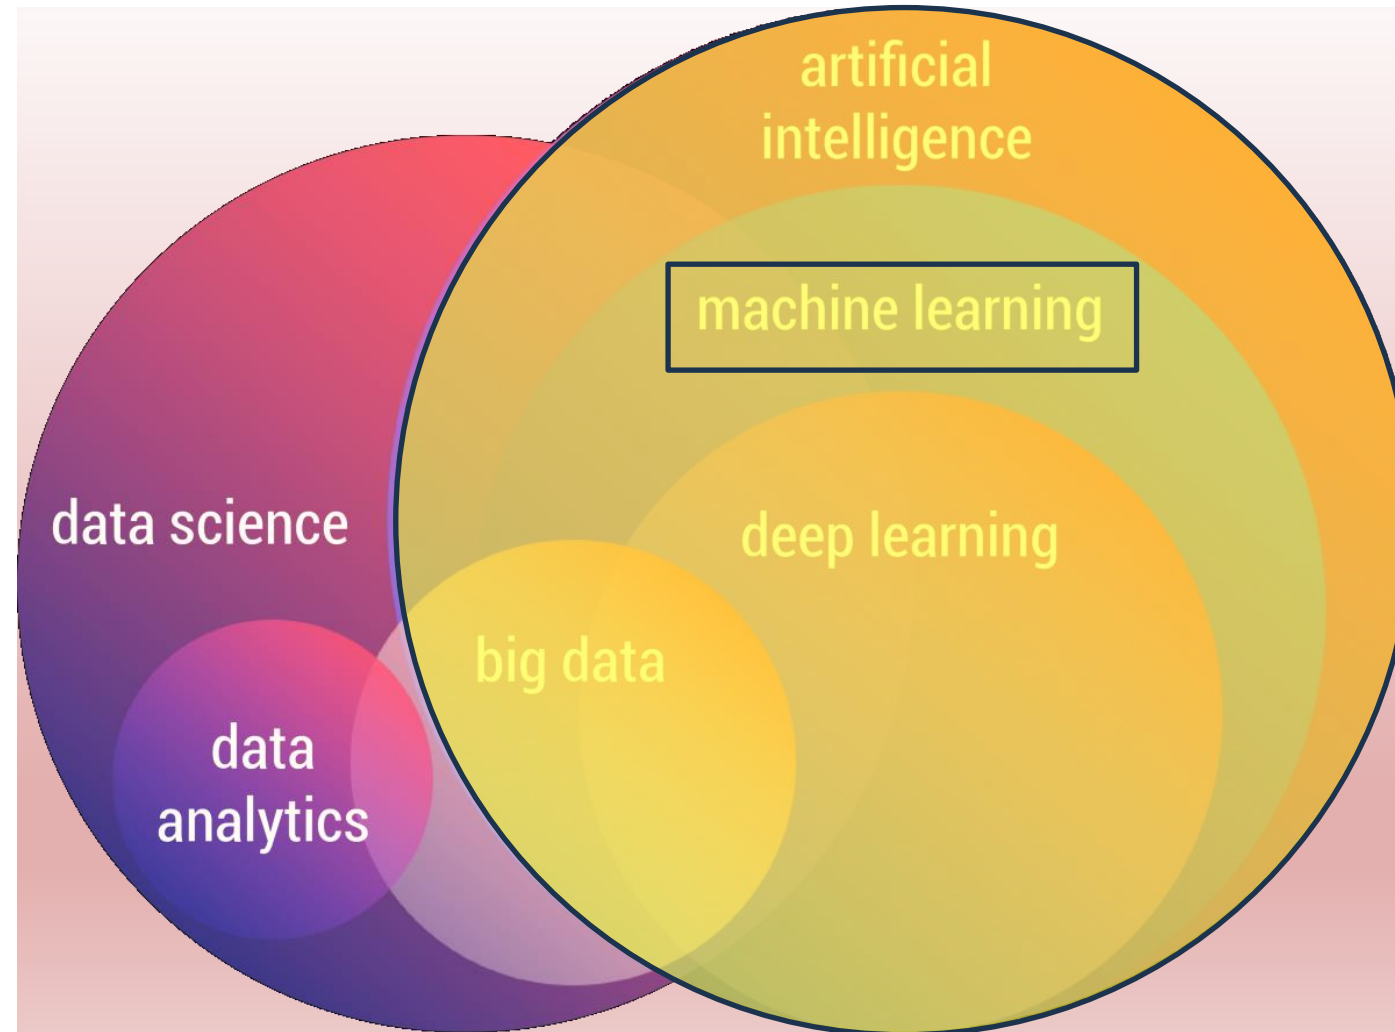 artificial
intelligence
machine learning
data science
deep learning
big data
data
analytics